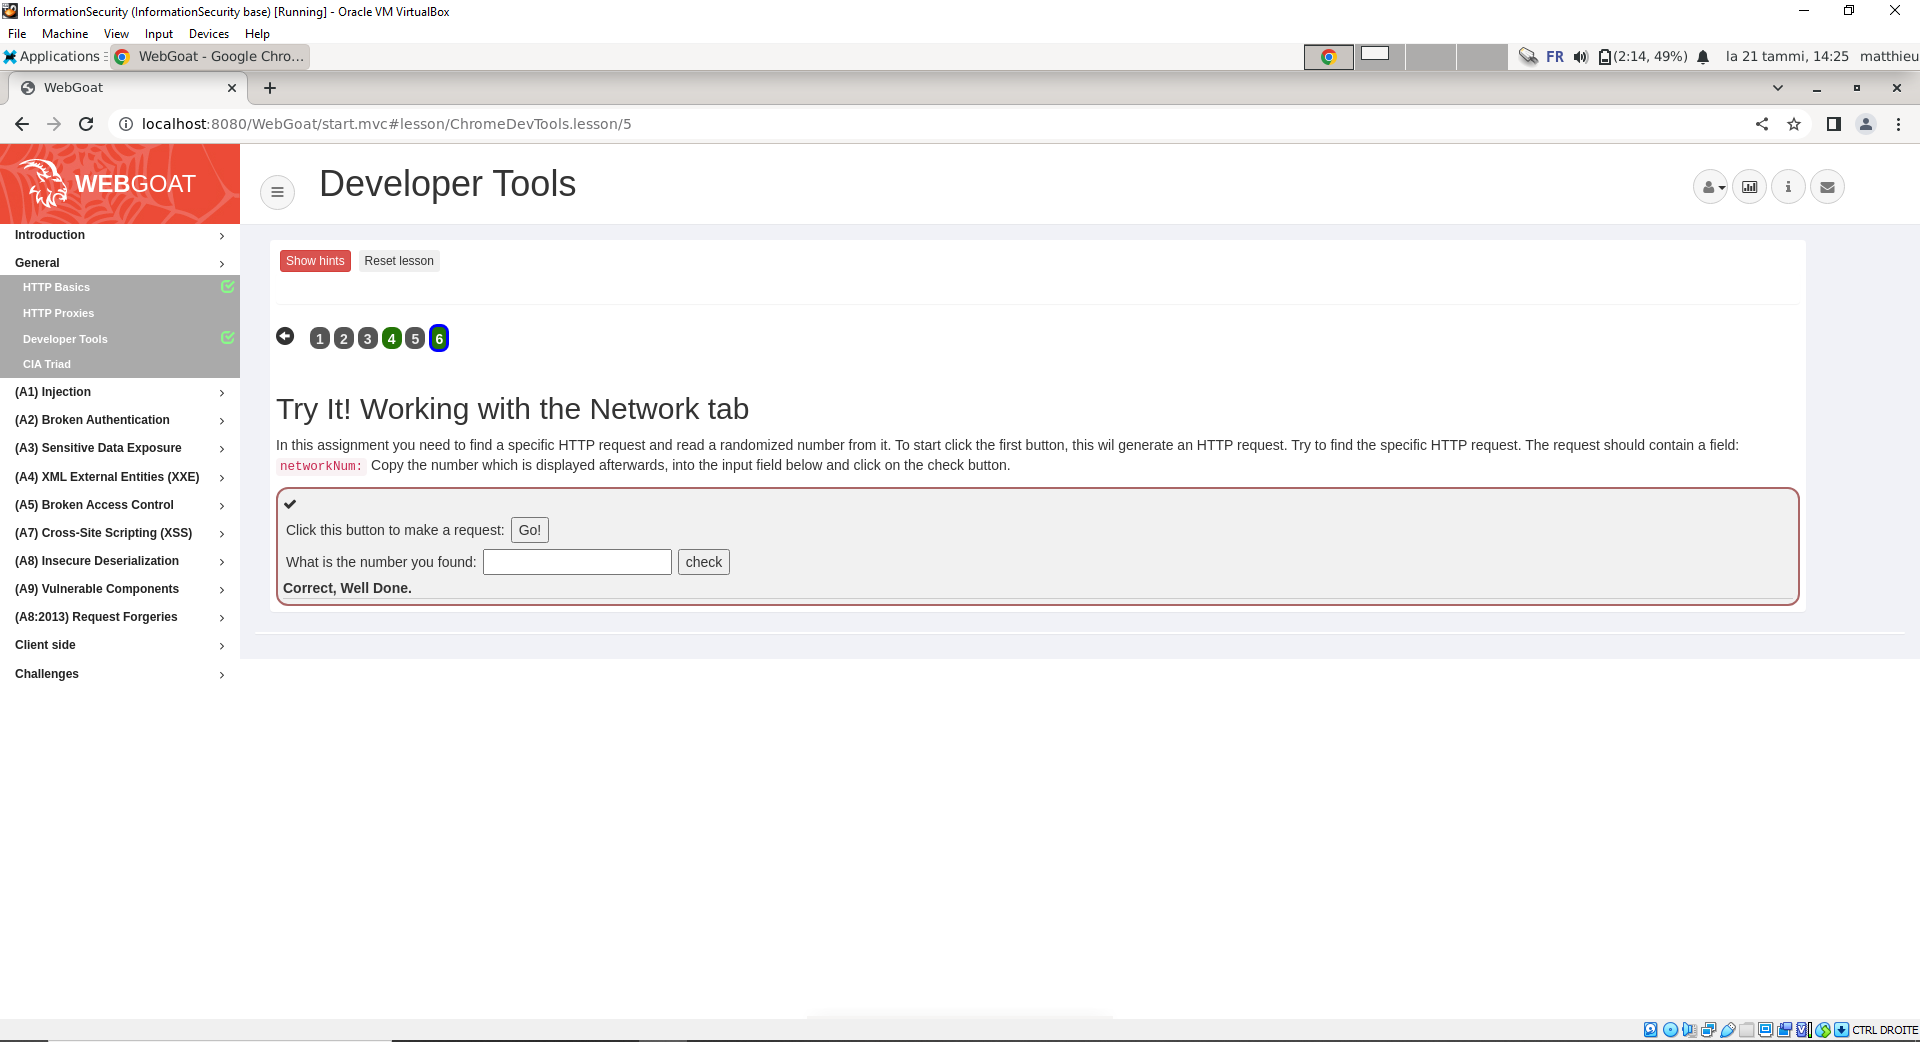 InformationSecurity (InformationSecurity base) [Running] - Oracle VM VirtualBox
File Machine View Input Devices Help
Applications WebGoat - Google Chro... FR (2:14, 49%) la 21 tammi, 14:25 matthieu
WebGoat
localhost:8080/WebGoat/start.mvc#lesson/ChromeDevTools.lesson/5
WEBGOAT
Developer Tools
Introduction
General
HTTP Basics
HTTP Proxies
Developer Tools
CIA Triad
(A1) Injection
(A2) Broken Authentication
(A3) Sensitive Data Exposure
(A4) XML External Entities (XXE)
(A5) Broken Access Control
(A7) Cross-Site Scripting (XSS)
(A8) Insecure Deserialization
(A9) Vulnerable Components
(A8:2013) Request Forgeries
Client side
Challenges
Show hints Reset lesson
1 2 3 4 5 6
Try It! Working with the Network tab
In this assignment you need to find a specific HTTP request and read a randomized number from it. To start click the first button, this wil generate an HTTP request. Try to find the specific HTTP request. The request should contain a field:
networkNum: Copy the number which is displayed afterwards, into the input field below and click on the check button.
Click this button to make a request: Go!
What is the number you found: check
Correct, Well Done.
CTRL DROITE